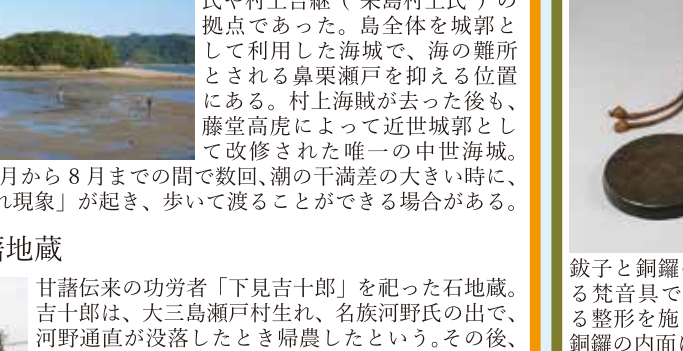 氏や村上吉継（来島村上氏）の
拠点であった。島全体を城郭と
して利用した海城で、海の難所
とされる鼻栗瀬戸を抑える位置
にある。村上海賊が去った後も、
藤堂高虎によって近世城郭とし
て改修された唯一の中世海城。
月から 8 月までの間で数回、潮の干満差の大きい時に、
れ現象」が起き、歩いて渡ることができる場合がある。
藷地蔵
甘藷伝来の功労者「下見吉十郎」を祀った石地蔵。
吉十郎は、大三島瀬戸村生れ、名族河野氏の出で、
河野通直が没落したとき帰農したという。その後、
鈸子と銅鑼
る梵音具で
る整形を施
銅鑼の内面